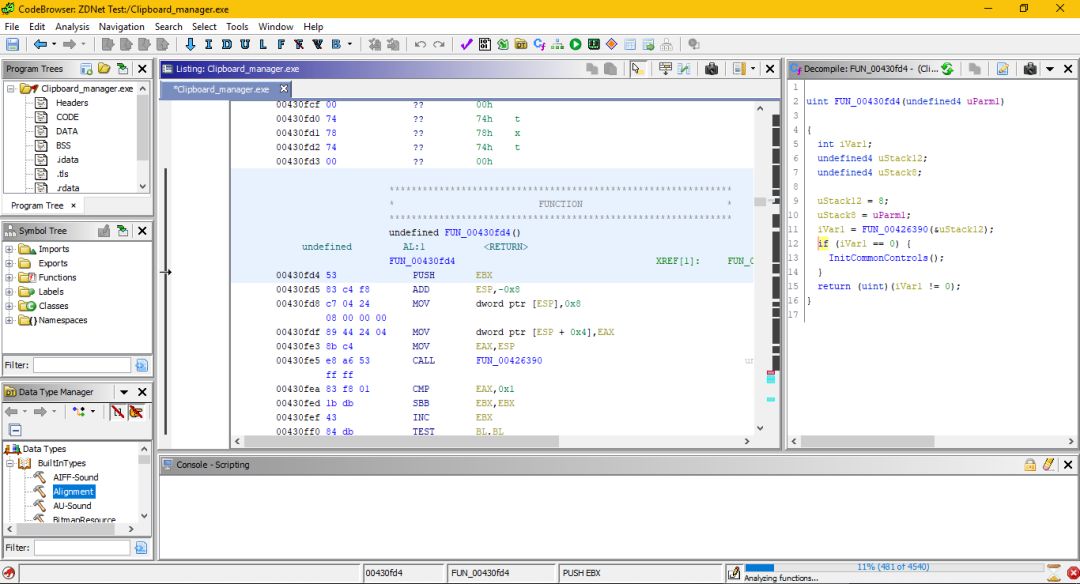 CodeBrowser: ZDNet Test:/Clipboard_manager.exe
File Edit Analysis Navigation Search Select Tools Window Help
I D U L F B
Program Trees
Clipboard_manager.exe
Headers
CODE
DATA
BSS
.idata
.tls
.rdata
Program Tree ×
Symbol Tree
Imports
Exports
Functions
Labels
Classes
Namespaces
Filter:
Data Type Manager
Data Types
BuiltInTypes
AIFF-Sound
Alignment
AU-Sound
BitmapResource
Filter:
Listing: Clipboard_manager.exe
*Clipboard_manager.exe
00430fcf 00 ?? 00h
00430fd0 74 ?? 74h t
00430fd1 78 ?? 78h x
00430fd2 74 ?? 74h t
00430fd3 00 ?? 00h
* FUNCTION *
undefined FUN_00430fd4()
undefined AL:1 <RETURN>
FUN_00430fd4 XREF[1]: FUN_0
00430fd4 53 PUSH EBX
00430fd5 83 c4 f8 ADD ESP,-0x8
00430fd8 c7 04 24 MOV dword ptr [ESP],0x8
08 00 00 00
00430fdf 89 44 24 04 MOV dword ptr [ESP + 0x4],EAX
00430fe3 8b c4 MOV EAX,ESP
00430fe5 e8 a6 53 CALL FUN_00426390 un
ff ff
00430fea 83 f8 01 CMP EAX,0x1
00430fed 1b db SBB EBX,EBX
00430fef 43 INC EBX
00430ff0 84 db TEST BL,BL
Decompile: FUN_00430fd4 - (Cli...
1
2 uint FUN_00430fd4(undefined4 uParm1)
3
4 {
5 int iVar1;
6 undefined4 uStack12;
7 undefined4 uStack8;
8
9 uStack12 = 8;
10 uStack8 = uParm1;
11 iVar1 = FUN_00426390(&uStack12);
12 if (iVar1 == 0) {
13 InitCommonControls();
14 }
15 return (uint)(iVar1 != 0);
16 }
17
Console - Scripting
00430fd4 FUN_00430fd4 PUSH EBX
11% (481 of 4540)
Analyzing functions...